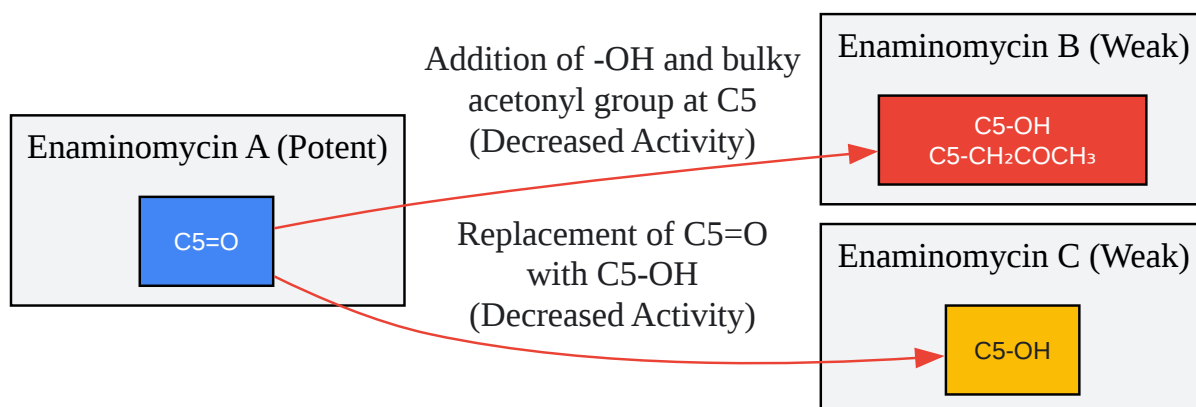 Enaminomycin A (Potent)
C5=O
Addition of -OH and bulky
acetonyl group at C5
(Decreased Activity)
Enaminomycin B (Weak)
C5-OH
C5-CH₂COCH₃
Replacement of C5=O
with C5-OH
(Decreased Activity)
Enaminomycin C (Weak)
C5-OH